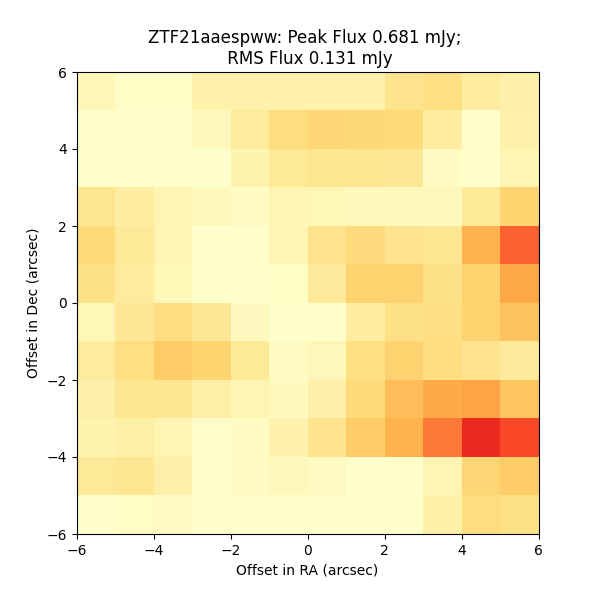 ZTF21aaespww: Peak Flux 0.681 mJy;
RMS Flux 0.131 mJy
6
4
2
0
−2
−4
−6
Offset in Dec (arcsec)
−6 −4 −2 0 2 4 6
Offset in RA (arcsec)